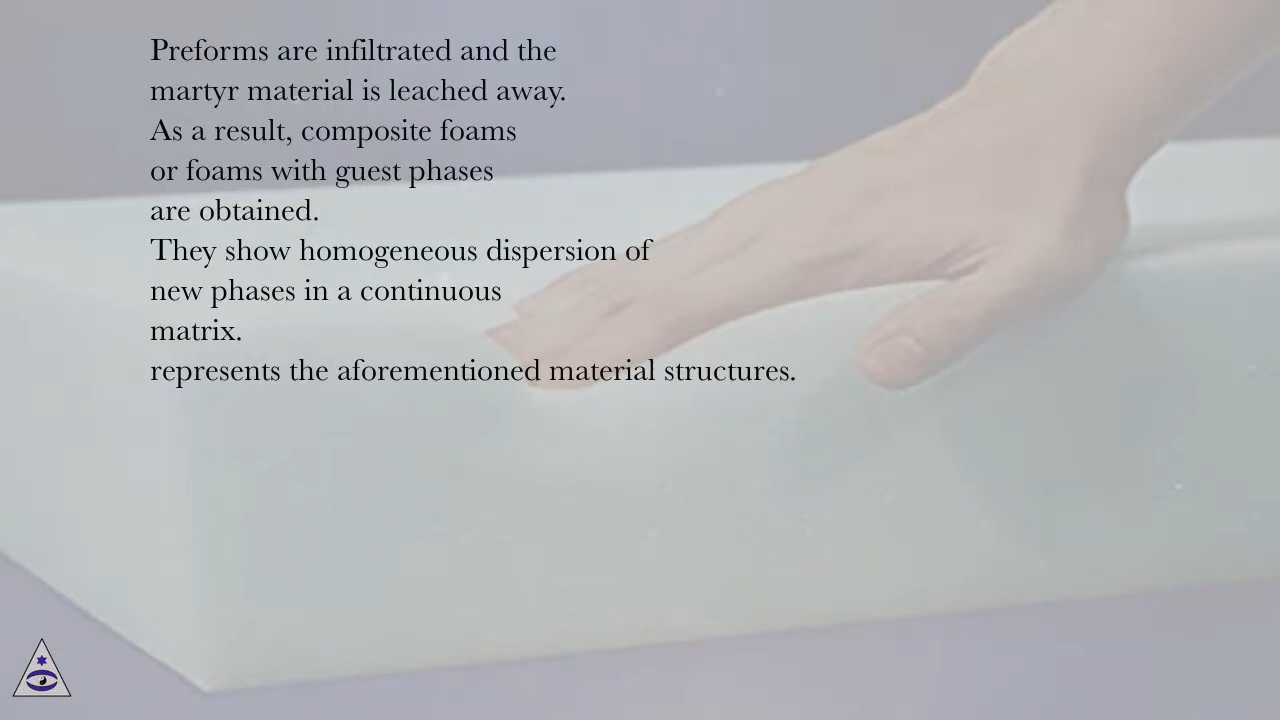 Preforms are infiltrated and the
martyr material is leached away.
As a result, composite foams
or foams with guest phases
are obtained.
They show homogeneous dispersion of
new phases in a continuous
matrix.
represents the aforementioned material structures.